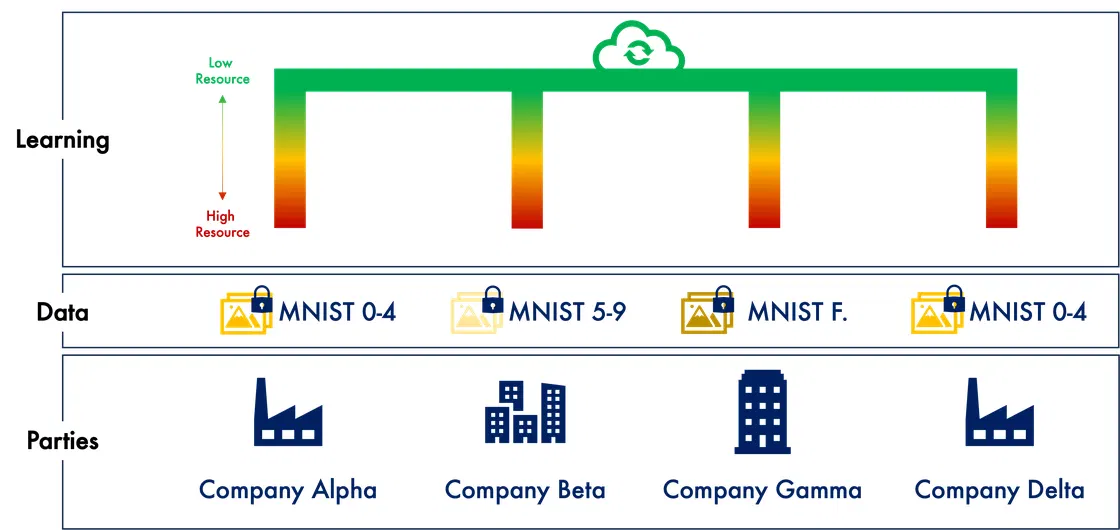 Low
Resource
Learning
High
Resource
Data
MNIST 0-4
MNIST 5-9
MNIST F.
MNIST 0-4
Parties
Company Alpha
Company Beta
Company Gamma
Company Delta